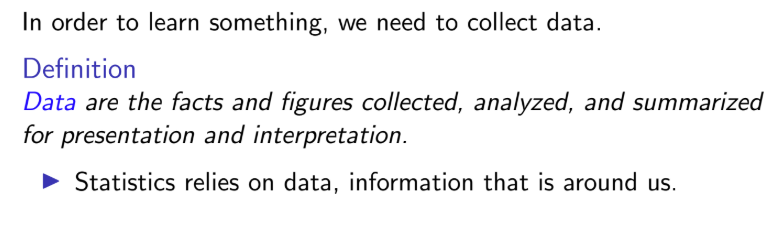 In order to learn something, we need to collect data.
Definition
Data are the facts and figures collected, analyzed, and summarized
for presentation and interpretation.
▶ Statistics relies on data, information that is around us.